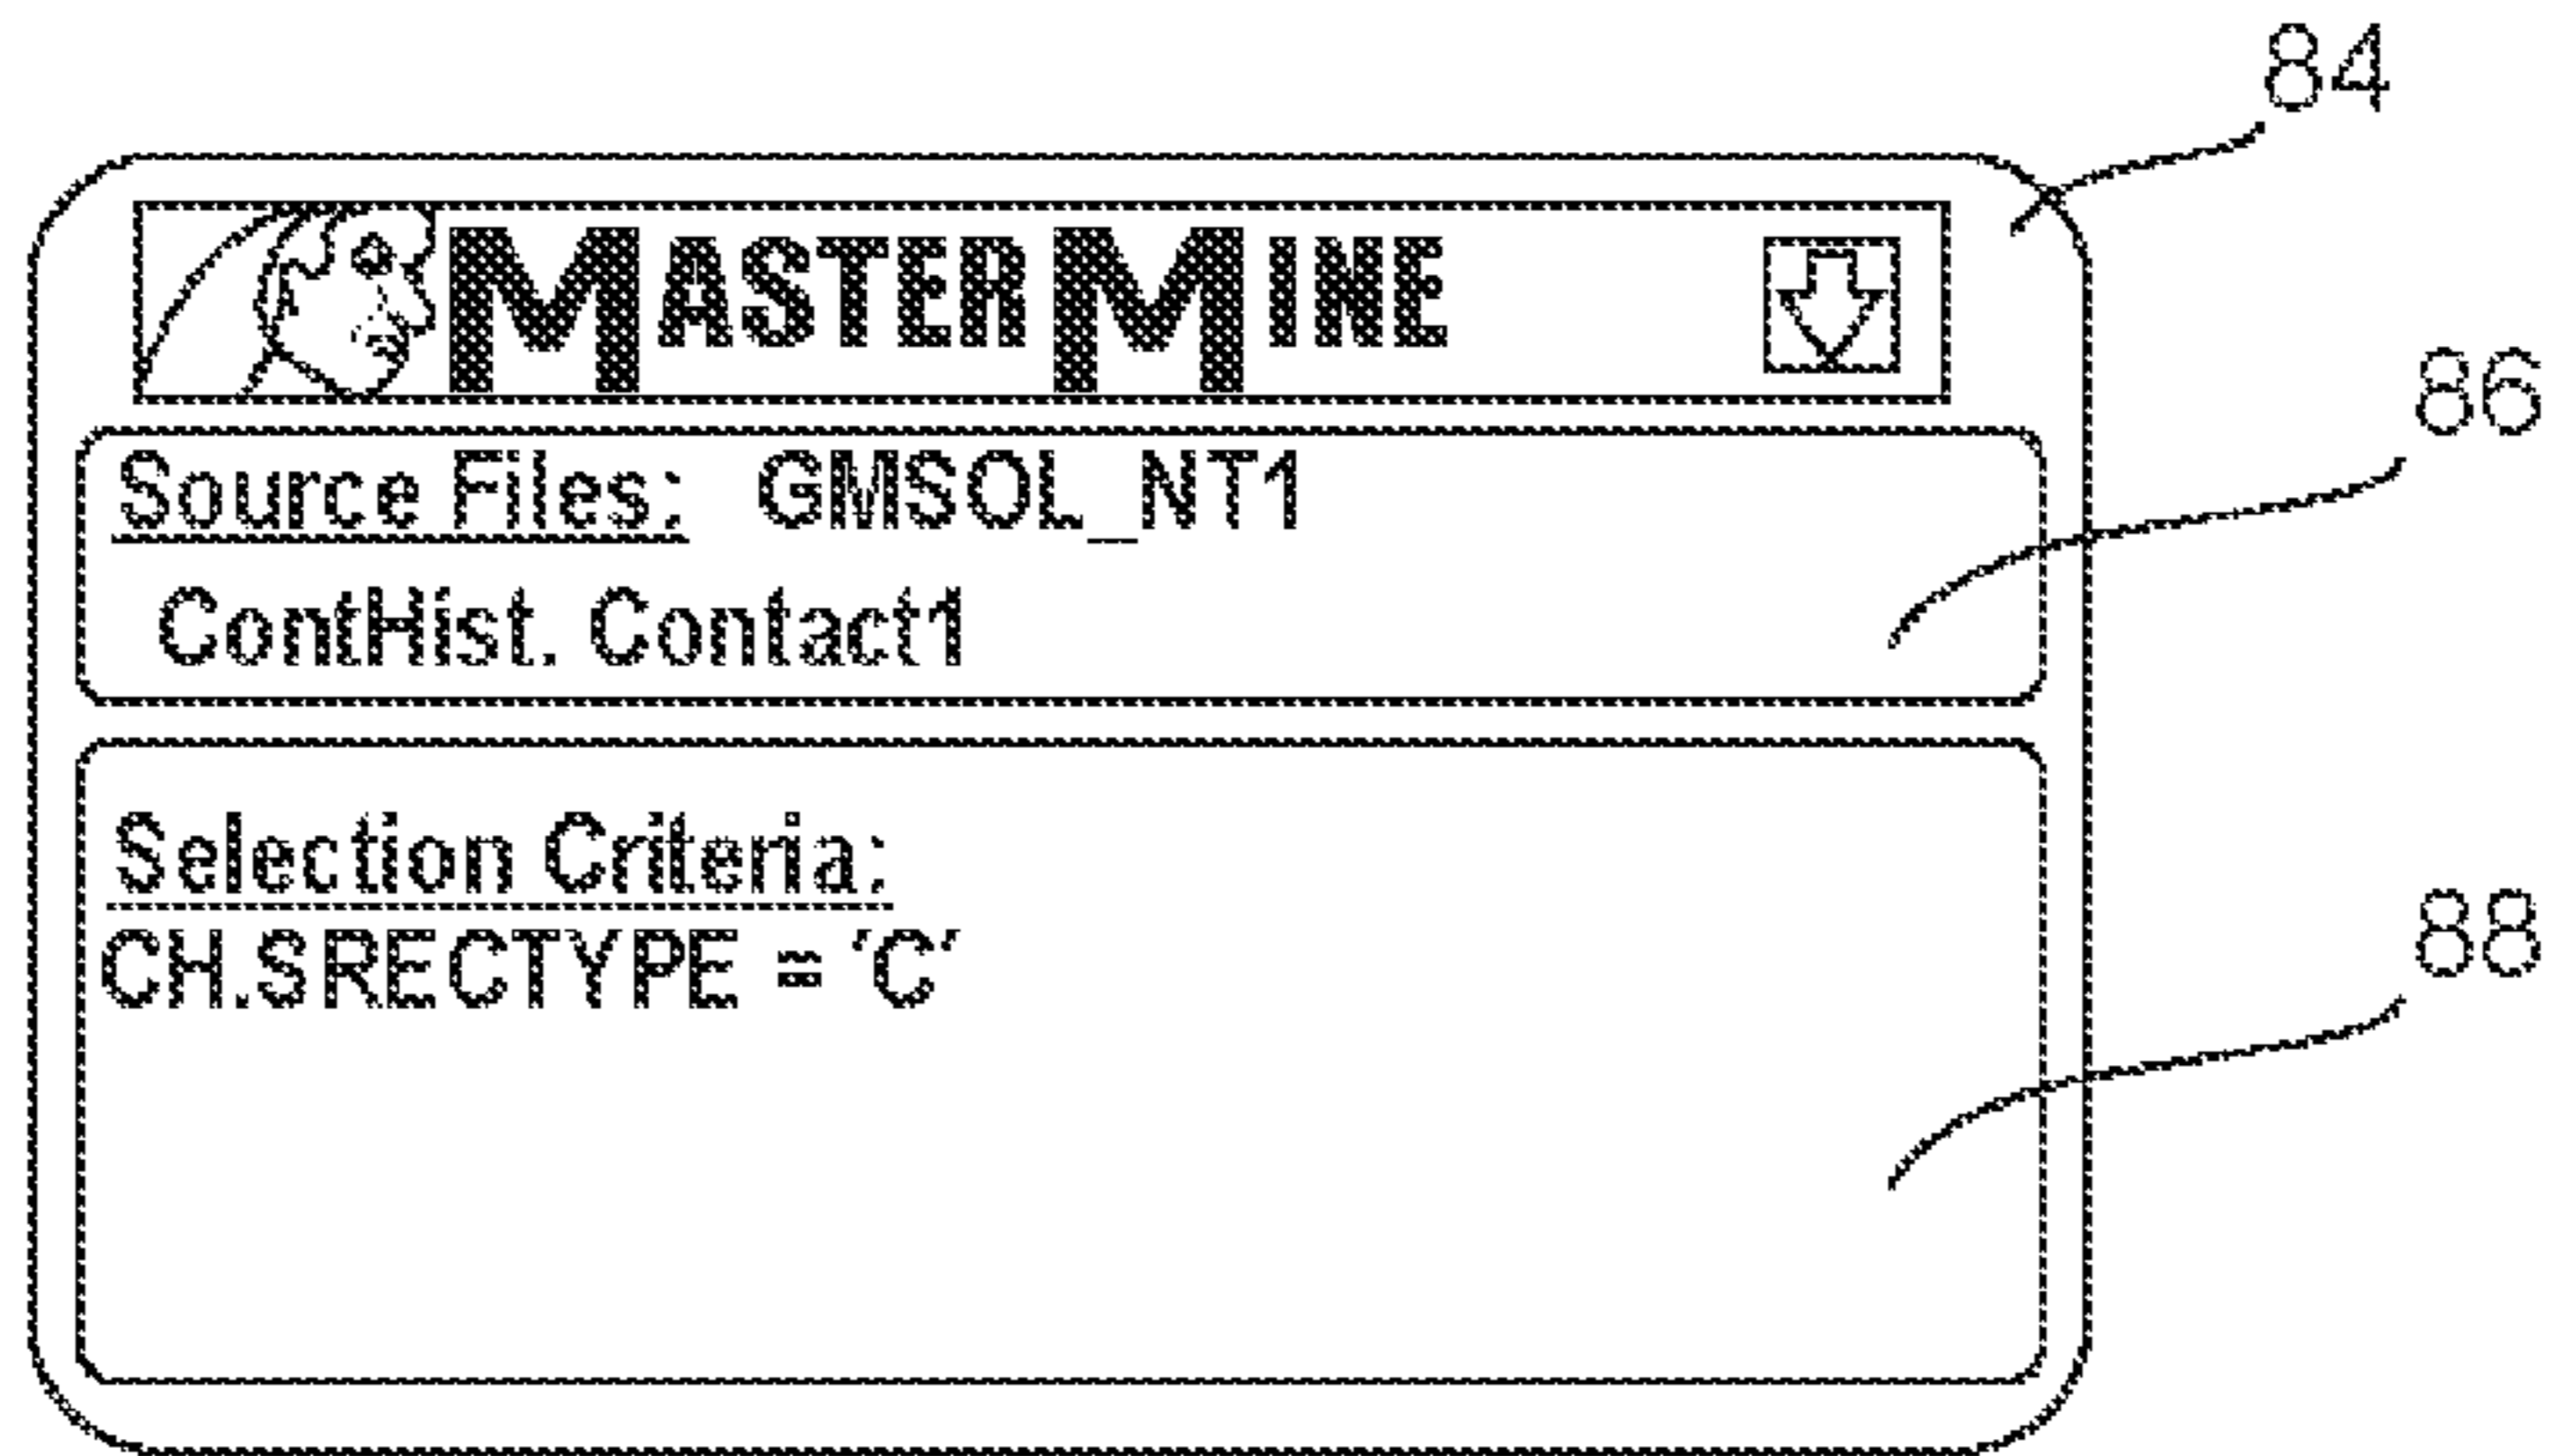 84
MASTERMINE
86
Source Files: GMSOL_NT1
ContHist. Contact1
88
Selection Criteria:
CH.SRECTYPE = 'C'